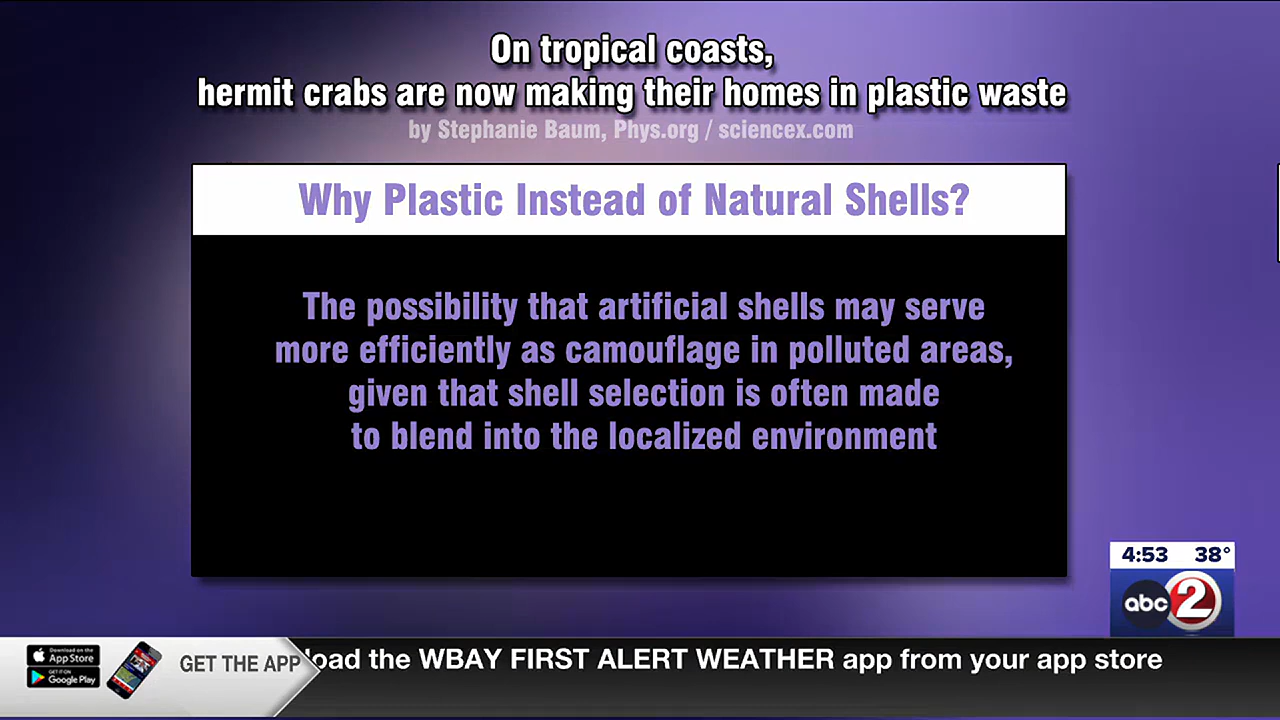 On tropical coasts,
hermit crabs are now making their homes in plastic waste
by Stephanie Baum, Phys.org / sciencex.com
Why Plastic Instead of Natural Shells?
The possibility that artificial shells may serve
more efficiently as camouflage in polluted areas,
given that shell selection is often made
to blend into the localized environment
4:53 38°
abc 2
Download on the
App Store
GET IT ON
Google Play
GET THE APP
load the WBAY FIRST ALERT WEATHER app from your app store